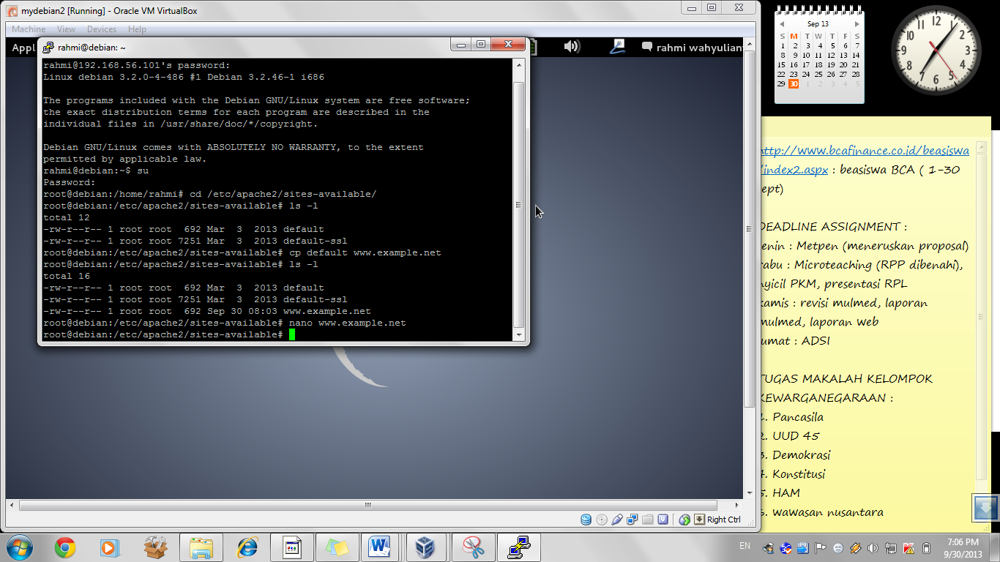 mydebian2 [Running] - Oracle VM VirtualBox
Machine View Devices Help
Appl
rahmi wahyulian
rahmi@debian: ~
rahmi@192.168.56.101's password:
Linux debian 3.2.0-4-486 #1 Debian 3.2.46-1 i686
The programs included with the Debian GNU/Linux system are free software;
the exact distribution terms for each program are described in the
individual files in /usr/share/doc/*/copyright.
Debian GNU/Linux comes with ABSOLUTELY NO WARRANTY, to the extent
permitted by applicable law.
rahmi@debian:~$ su
Password:
root@debian:/home/rahmi# cd /etc/apache2/sites-available/
root@debian:/etc/apache2/sites-available# ls -l
total 12
-rw-r--r-- 1 root root  692 Mar  3  2013 default
-rw-r--r-- 1 root root 7251 Mar  3  2013 default-ssl
root@debian:/etc/apache2/sites-available# cp default www.example.net
root@debian:/etc/apache2/sites-available# ls -l
total 16
-rw-r--r-- 1 root root  692 Mar  3  2013 default
-rw-r--r-- 1 root root 7251 Mar  3  2013 default-ssl
-rw-r--r-- 1 root root  692 Sep 30 08:03 www.example.net
root@debian:/etc/apache2/sites-available# nano www.example.net
root@debian:/etc/apache2/sites-available#
Right Ctrl
Sep 13
S M T W T F S
1 2 3 4 5 6 7
8 9 10 11 12 13 14
15 16 17 18 19 20 21
22 23 24 25 26 27 28
29 30 1 2 3 4 5
12 1 2 3 4 5 6 7 8 9 10 11
http://www.bcafinance.co.id/beasiswa
/index2.aspx : beasiswa BCA ( 1-30
ept)
DEADLINE ASSIGNMENT :
enin : Metpen (meneruskan proposal)
rabu : Microteaching (RPP dibenahi),
nyicil PKM, presentasi RPL
kamis : revisi mulmed, laporan
mulmed, laporan web
umat : ADSI
TUGAS MAKALAH KELOMPOK
KEWARGANEGARAAN :
1. Pancasila
2. UUD 45
3. Demokrasi
4. Konstitusi
5. HAM
6. wawasan nusantara
EN
7:06 PM
9/30/2013